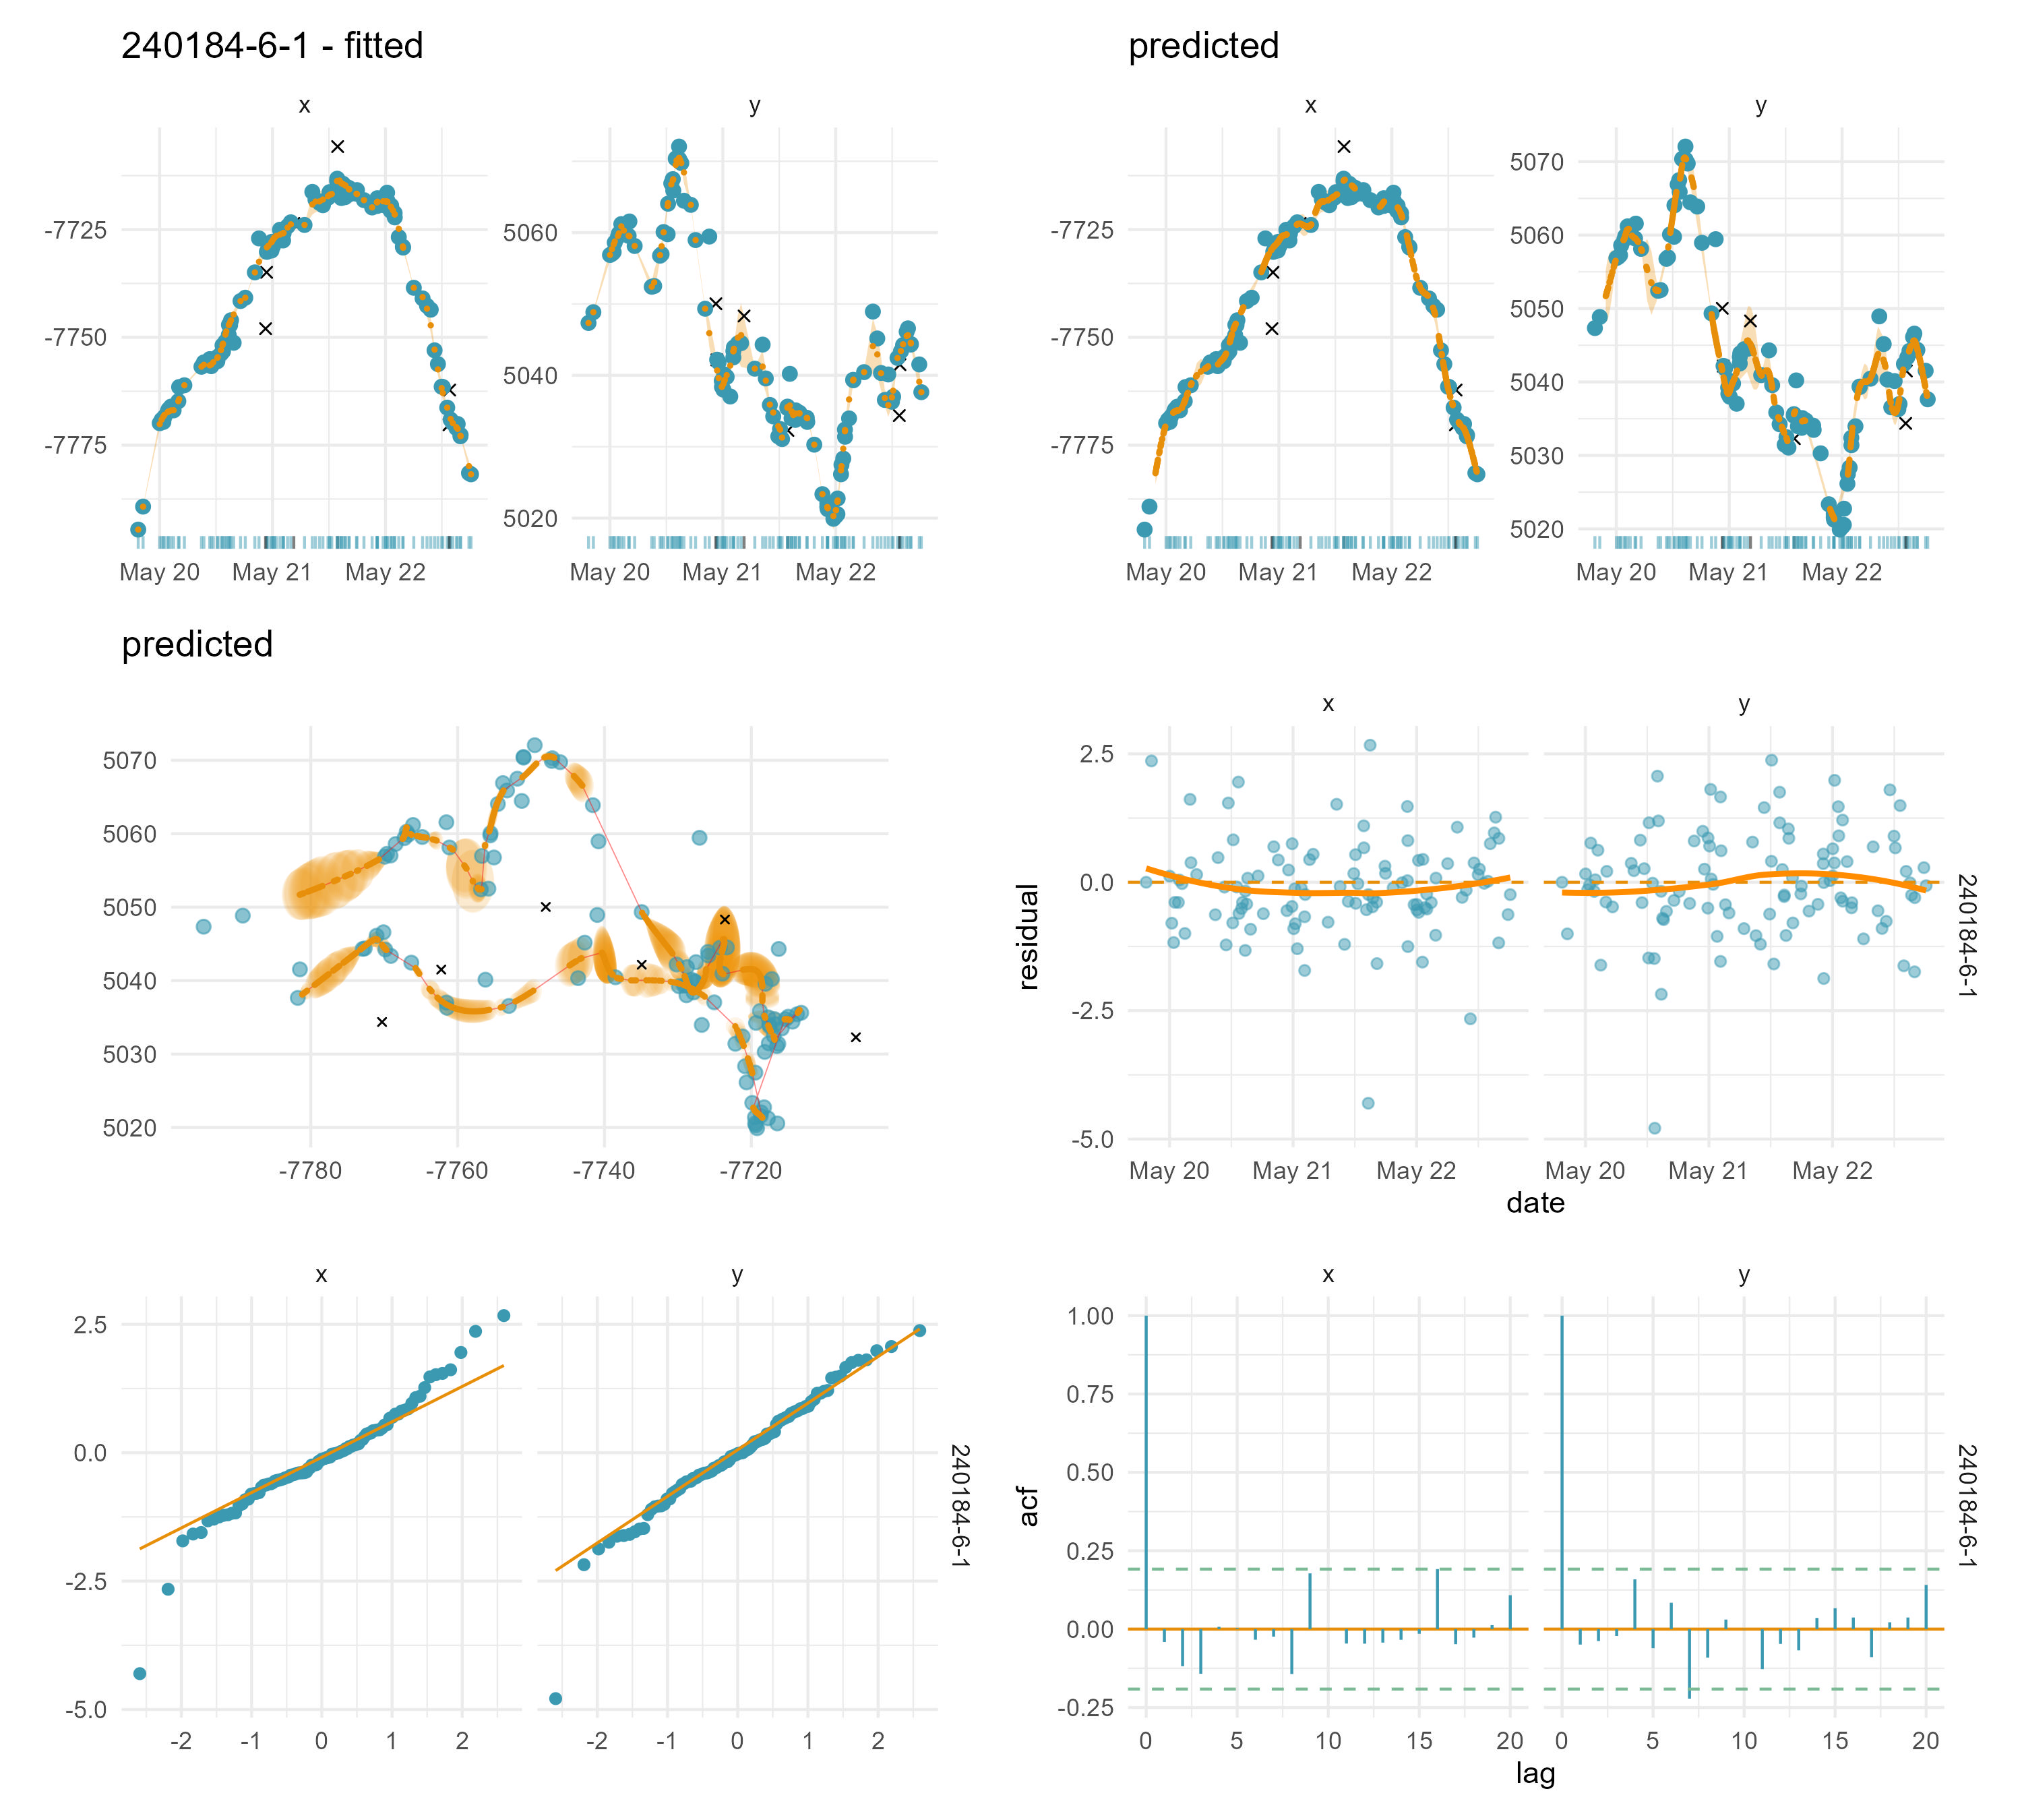 240184-6-1 - fitted
predicted
x
y
x
y
-7725
-7750
-7775
5060
5040
5020
-7725
-7750
-7775
5070
5060
5050
5040
5030
5020
May 20
May 21
May 22
May 20
May 21
May 22
May 20
May 21
May 22
May 20
May 21
May 22
predicted
5070
5060
5050
5040
5030
5020
-7780
-7760
-7740
-7720
x
y
residual
2.5
0.0
-2.5
-5.0
240184-6-1
May 20
May 21
May 22
May 20
May 21
May 22
date
x
y
2.5
0.0
-2.5
-5.0
240184-6-1
-2
-1
0
1
2
-2
-1
0
1
2
x
y
acf
1.00
0.75
0.50
0.25
0.00
-0.25
240184-6-1
0
5
10
15
20
0
5
10
15
20
lag